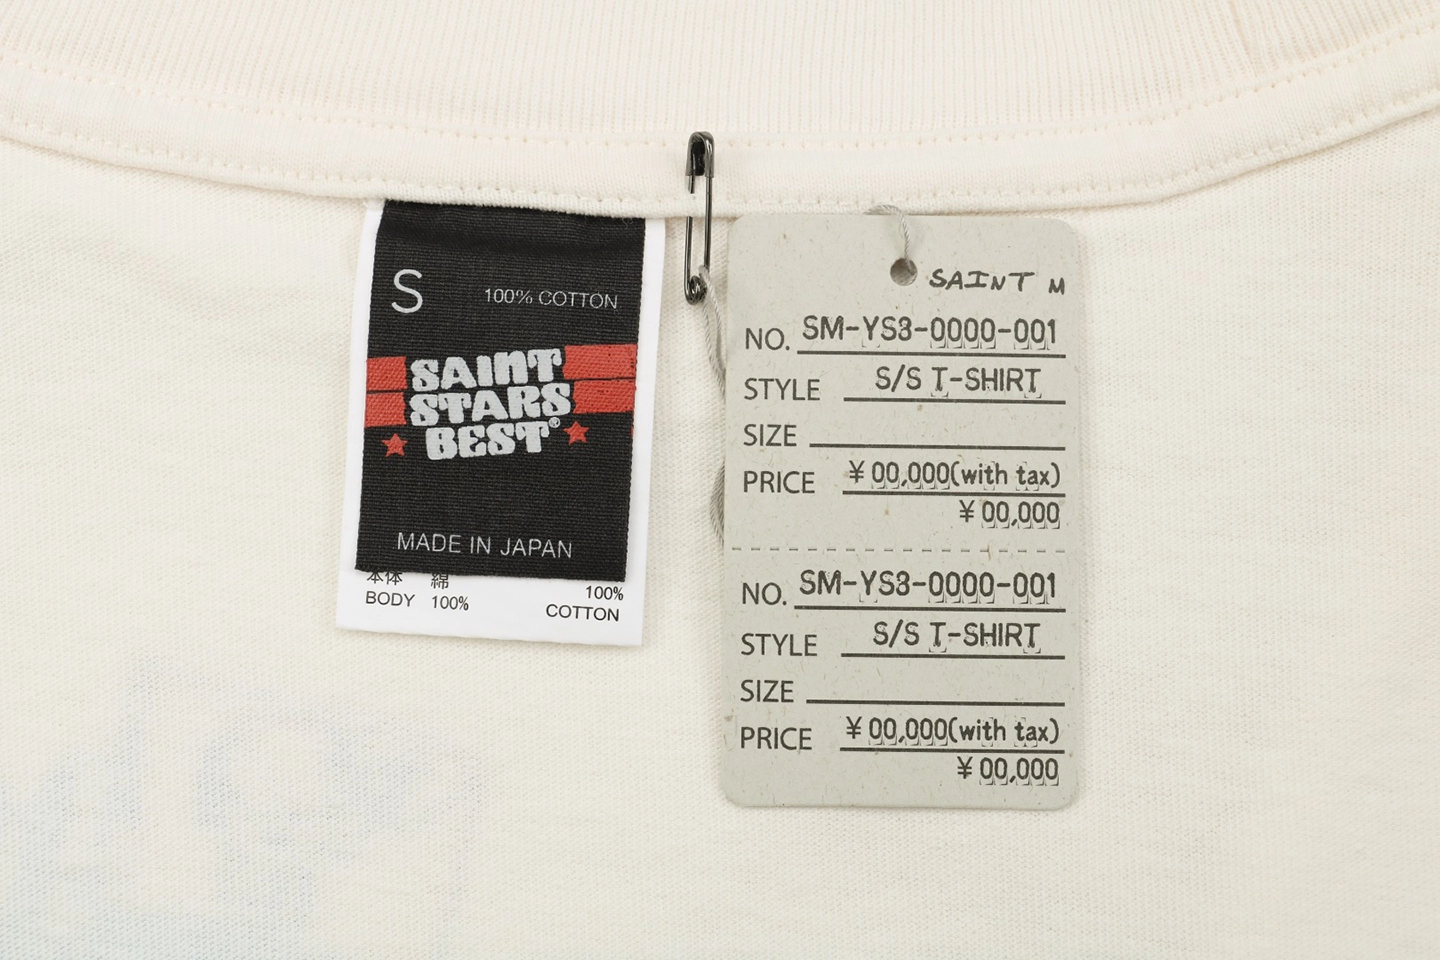 S
100% COTTON
SAINT
STARS
BEST®
MADE IN JAPAN
本体 綿
BODY 100%
100%
COTTON
SAINT M
NO. SM-YS3-0000-001
STYLE S/S T-SHIRT
SIZE
PRICE ¥00,000(with tax)
¥00,000
NO. SM-YS3-0000-001
STYLE S/S T-SHIRT
SIZE
PRICE ¥00,000(with tax)
¥00,000